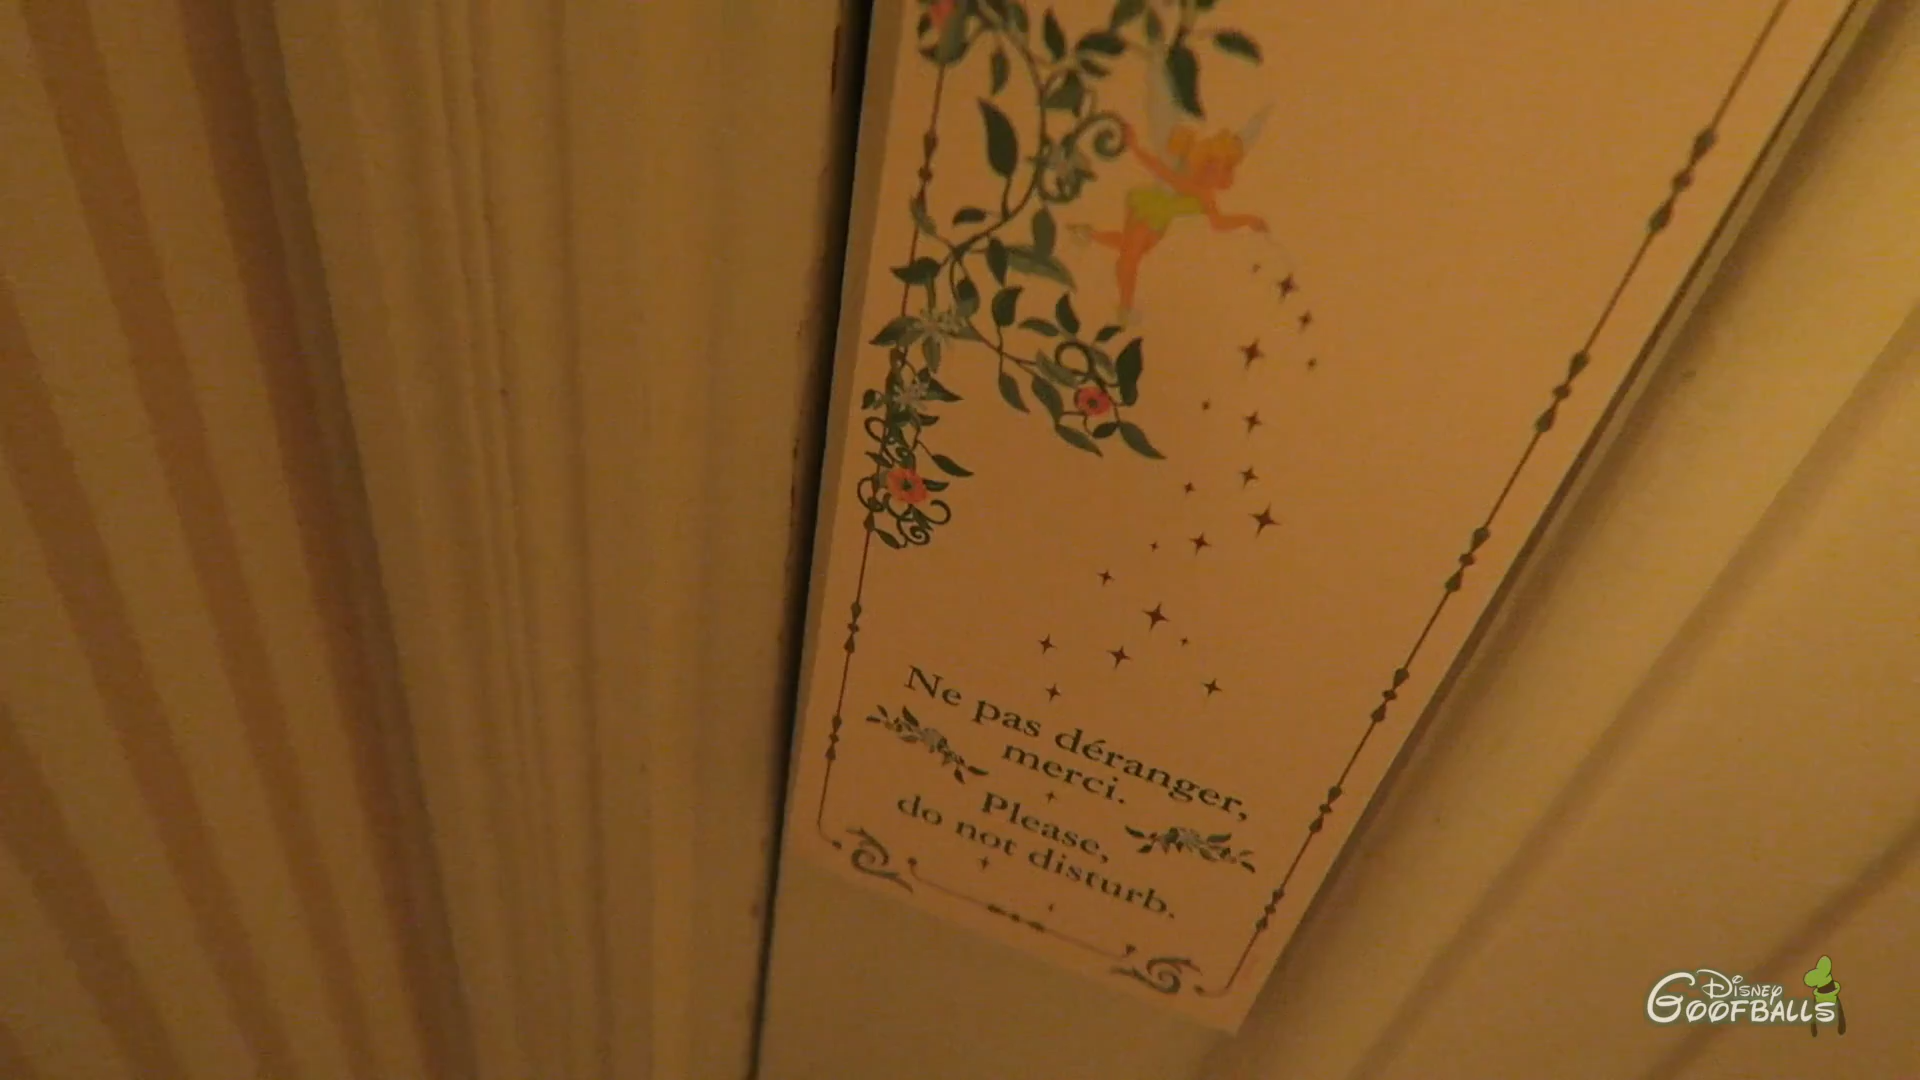 Ne pas déranger,
merci.
Please,
do not disturb.
DISNEY
GOOFBALLS